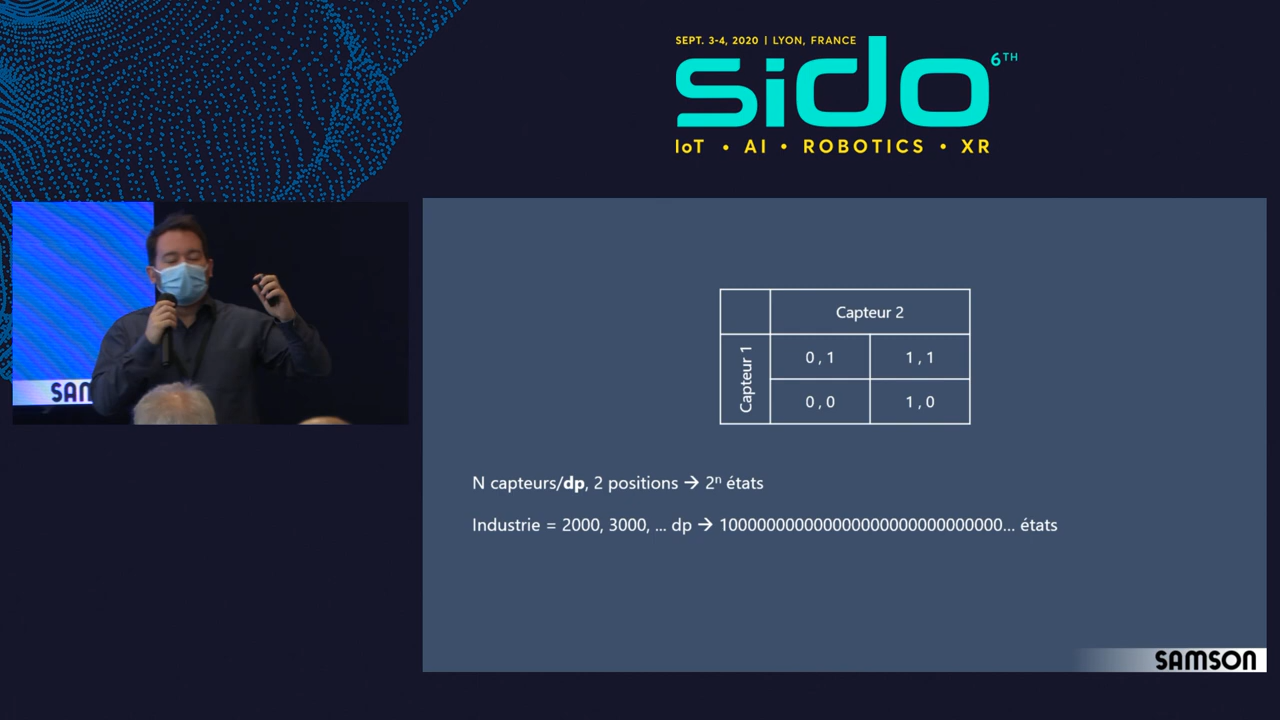 SEPT. 3-4, 2020 | LYON, FRANCE
sido 6TH
IoT • AI • ROBOTICS • XR
SAM
Capteur 2
Capteur 1
0 , 1
1 , 1
0 , 0
1 , 0
N capteurs/dp, 2 positions → 2ⁿ états
Industrie = 2000, 3000, ... dp → 1000000000000000000000000000000... états
SAMSON